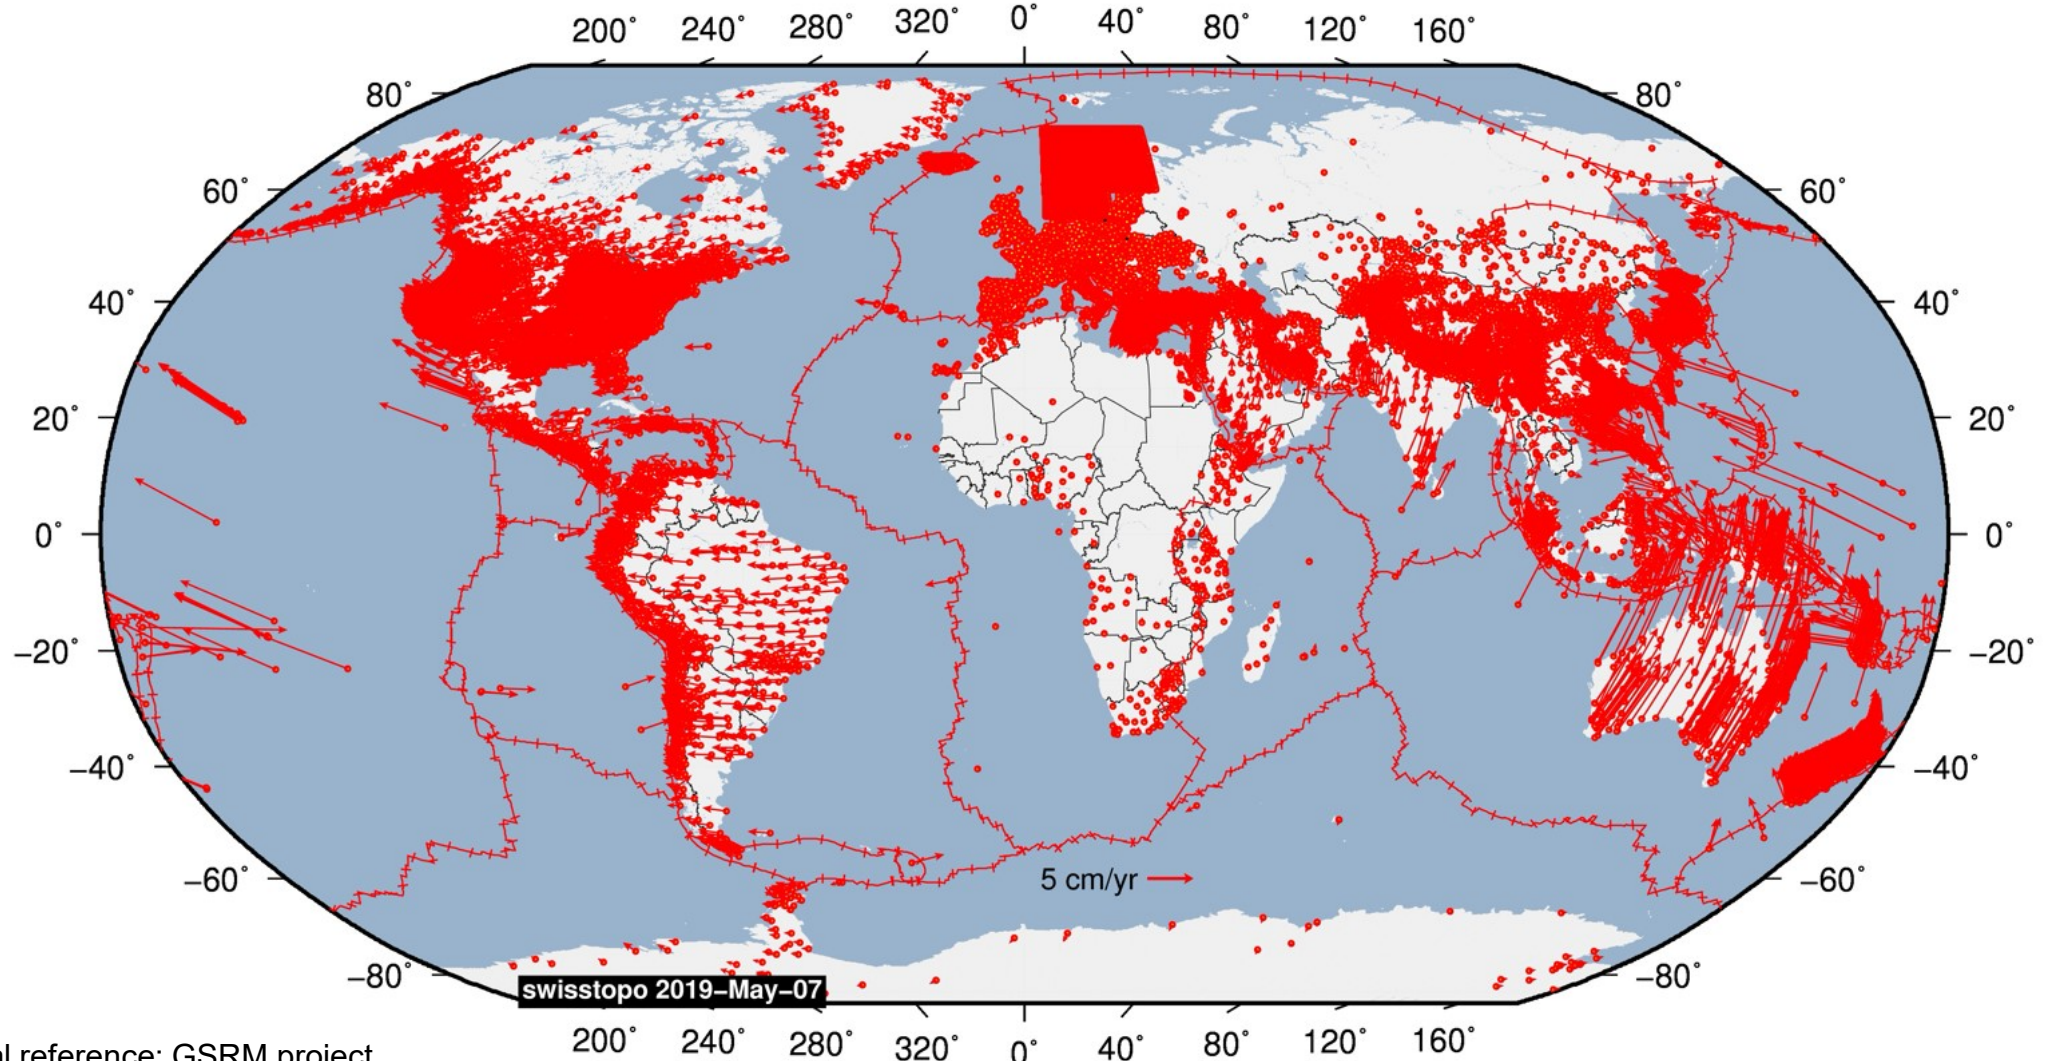 200° 240° 280° 320° 0° 40° 80° 120° 160°
80° 80°
60° 60°
40° 40°
20° 20°
0° 0°
−20° −20°
−40° −40°
5 cm/yr
−60° −60°
−80° −80°
swisstopo 2019−May−07
200° 240° 280° 320° 0° 40° 80° 120° 160°
reference: GSRM project